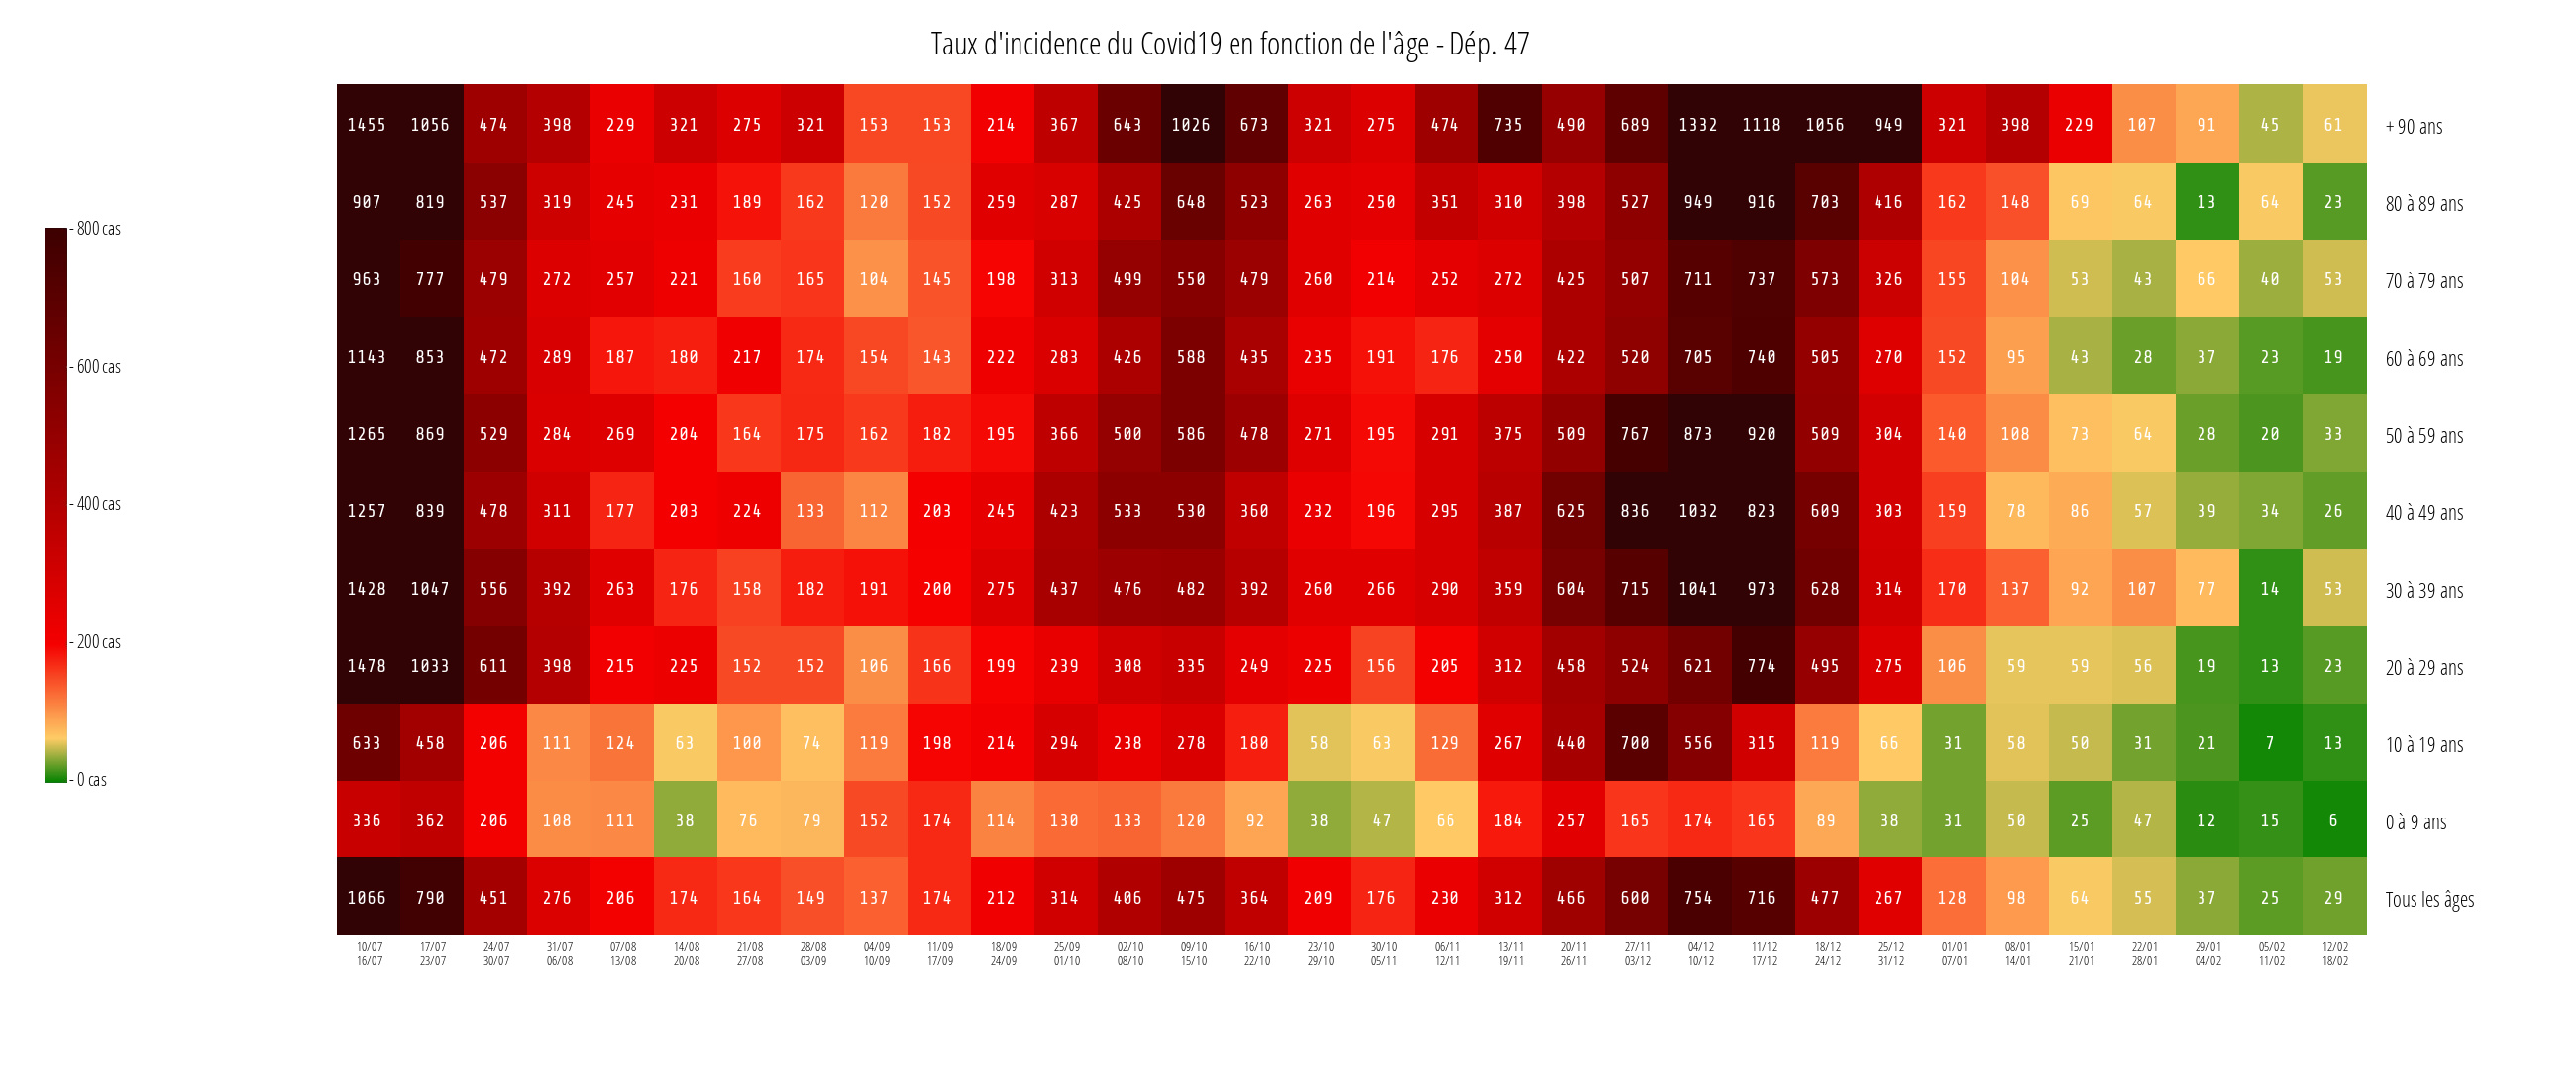 Taux d'incidence du Covid19 en fonction de l'âge - Dép. 47
- 800 cas
- 600 cas
- 400 cas
- 200 cas
- 0 cas
1455 1056 474 398 229 321 275 321 153 153 214 367 643 1026 673 321 275 474 735 490 689 1332 1118 1056 949 321 398 229 107 91 45 61 + 90 ans
907 819 537 319 245 231 189 162 120 152 259 287 425 648 523 263 250 351 310 398 527 949 916 703 416 162 148 69 64 13 64 23 80 à 89 ans
963 777 479 272 257 221 160 165 104 145 198 313 499 550 479 260 214 252 272 425 507 711 737 573 326 155 104 53 43 66 40 53 70 à 79 ans
1143 853 472 289 187 180 217 174 154 143 222 283 426 588 435 235 191 176 250 422 520 705 740 505 270 152 95 43 28 37 23 19 60 à 69 ans
1265 869 529 284 269 204 164 175 162 182 195 366 500 586 478 271 195 291 375 509 767 873 920 509 304 140 108 73 64 28 20 33 50 à 59 ans
1257 839 478 311 177 203 224 133 112 203 245 423 533 530 360 232 196 295 387 625 836 1032 823 609 303 159 78 86 57 39 34 26 40 à 49 ans
1428 1047 556 392 263 176 158 182 191 200 275 437 476 482 392 260 266 290 359 604 715 1041 973 628 314 170 137 92 107 77 14 53 30 à 39 ans
1478 1033 611 398 215 225 152 152 106 166 199 239 308 335 249 225 156 205 312 458 524 621 774 495 275 106 59 59 56 19 13 23 20 à 29 ans
633 458 206 111 124 63 100 74 119 198 214 294 238 278 180 58 63 129 267 440 700 556 315 119 66 31 58 50 31 21 7 13 10 à 19 ans
336 362 206 108 111 38 76 79 152 174 114 130 133 120 92 38 47 66 184 257 165 174 165 89 38 31 50 25 47 12 15 6 0 à 9 ans
1066 790 451 276 206 174 164 149 137 174 212 314 406 475 364 209 176 230 312 466 600 754 716 477 267 128 98 64 55 37 25 29 Tous les âges
10/07 17/07 24/07 31/07 07/08 14/08 21/08 28/08 04/09 11/09 18/09 25/09 02/10 09/10 16/10 23/10 30/10 06/11 13/11 20/11 27/11 04/12 11/12 18/12 25/12 01/01 08/01 15/01 22/01 29/01 05/02 12/02
16/07 23/07 30/07 06/08 13/08 20/08 27/08 03/09 10/09 17/09 24/09 01/10 08/10 15/10 22/10 29/10 05/11 12/11 19/11 26/11 03/12 10/12 17/12 24/12 31/12 07/01 14/01 21/01 28/01 04/02 11/02 18/02